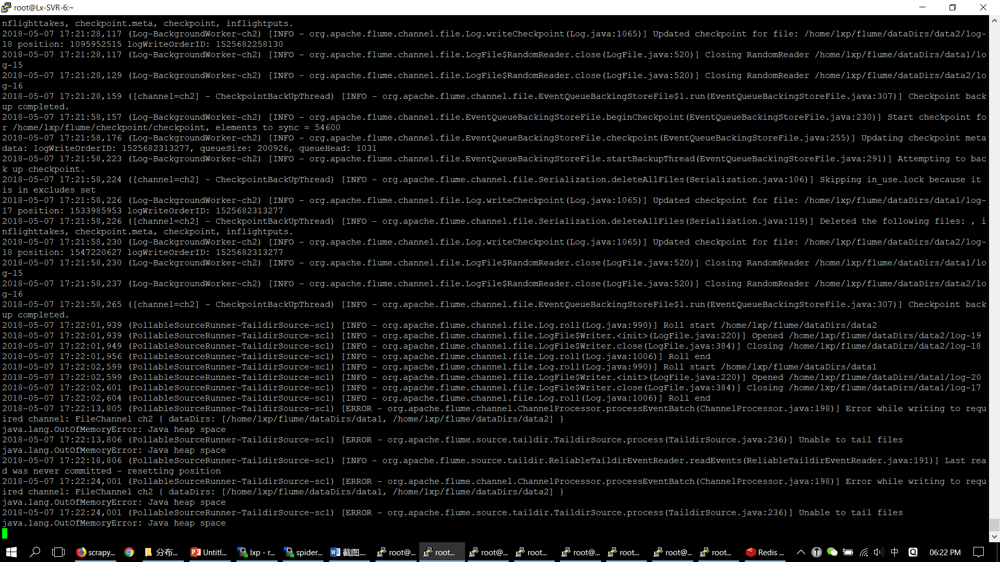 root@Lx-SVR-6:~
nflighttakes, checkpoint.meta, checkpoint, inflightputs.
2018-05-07 17:21:28,117 (Log-BackgroundWorker-ch2) [INFO - org.apache.flume.channel.file.Log.writeCheckpoint(Log.java:1065)] Updated checkpoint for file: /home/lxp/flume/dataDirs/data2/log-
18 position: 1095952515 logWriteOrderID: 1525682258130
2018-05-07 17:21:28,117 (Log-BackgroundWorker-ch2) [INFO - org.apache.flume.channel.file.LogFile$RandomReader.close(LogFile.java:520)] Closing RandomReader /home/lxp/flume/dataDirs/data1/lo
g-15
2018-05-07 17:21:28,129 (Log-BackgroundWorker-ch2) [INFO - org.apache.flume.channel.file.LogFile$RandomReader.close(LogFile.java:520)] Closing RandomReader /home/lxp/flume/dataDirs/data2/lo
g-16
2018-05-07 17:21:28,159 ([channel=ch2] - CheckpointBackUpThread) [INFO - org.apache.flume.channel.file.EventQueueBackingStoreFile$1.run(EventQueueBackingStoreFile.java:307)] Checkpoint back
up completed.
2018-05-07 17:21:58,157 (Log-BackgroundWorker-ch2) [INFO - org.apache.flume.channel.file.EventQueueBackingStoreFile.beginCheckpoint(EventQueueBackingStoreFile.java:230)] Start checkpoint fo
r /home/lxp/flume/checkpoint/checkpoint, elements to sync = 54600
2018-05-07 17:21:58,176 (Log-BackgroundWorker-ch2) [INFO - org.apache.flume.channel.file.EventQueueBackingStoreFile.checkpoint(EventQueueBackingStoreFile.java:255)] Updating checkpoint meta
data: logWriteOrderID: 1525682313277, queueSize: 200926, queueHead: 1031
2018-05-07 17:21:58,223 (Log-BackgroundWorker-ch2) [INFO - org.apache.flume.channel.file.EventQueueBackingStoreFile.startBackupThread(EventQueueBackingStoreFile.java:291)] Attempting to bac
k up checkpoint.
2018-05-07 17:21:58,224 ([channel=ch2] - CheckpointBackUpThread) [INFO - org.apache.flume.channel.file.Serialization.deleteAllFiles(Serialization.java:106)] Skipping in_use.lock because it
is in excludes set
2018-05-07 17:21:58,226 (Log-BackgroundWorker-ch2) [INFO - org.apache.flume.channel.file.Log.writeCheckpoint(Log.java:1065)] Updated checkpoint for file: /home/lxp/flume/dataDirs/data1/log-
17 position: 1533985953 logWriteOrderID: 1525682313277
2018-05-07 17:21:58,226 ([channel=ch2] - CheckpointBackUpThread) [INFO - org.apache.flume.channel.file.Serialization.deleteAllFiles(Serialization.java:119)] Deleted the following files: , i
nflighttakes, checkpoint.meta, checkpoint, inflightputs.
2018-05-07 17:21:58,230 (Log-BackgroundWorker-ch2) [INFO - org.apache.flume.channel.file.Log.writeCheckpoint(Log.java:1065)] Updated checkpoint for file: /home/lxp/flume/dataDirs/data2/log-
18 position: 1547220627 logWriteOrderID: 1525682313277
2018-05-07 17:21:58,230 (Log-BackgroundWorker-ch2) [INFO - org.apache.flume.channel.file.LogFile$RandomReader.close(LogFile.java:520)] Closing RandomReader /home/lxp/flume/dataDirs/data1/lo
g-15
2018-05-07 17:21:58,237 (Log-BackgroundWorker-ch2) [INFO - org.apache.flume.channel.file.LogFile$RandomReader.close(LogFile.java:520)] Closing RandomReader /home/lxp/flume/dataDirs/data2/lo
g-16
2018-05-07 17:21:58,265 ([channel=ch2] - CheckpointBackUpThread) [INFO - org.apache.flume.channel.file.EventQueueBackingStoreFile$1.run(EventQueueBackingStoreFile.java:307)] Checkpoint back
up completed.
2018-05-07 17:22:01,939 (PollableSourceRunner-TaildirSource-sc1) [INFO - org.apache.flume.channel.file.Log.roll(Log.java:990)] Roll start /home/lxp/flume/dataDirs/data2
2018-05-07 17:22:01,939 (PollableSourceRunner-TaildirSource-sc1) [INFO - org.apache.flume.channel.file.LogFile$Writer.<init>(LogFile.java:220)] Opened /home/lxp/flume/dataDirs/data2/log-19
2018-05-07 17:22:01,949 (PollableSourceRunner-TaildirSource-sc1) [INFO - org.apache.flume.channel.file.LogFile$Writer.close(LogFile.java:384)] Closing /home/lxp/flume/dataDirs/data2/log-18
2018-05-07 17:22:01,956 (PollableSourceRunner-TaildirSource-sc1) [INFO - org.apache.flume.channel.file.Log.roll(Log.java:1006)] Roll end
2018-05-07 17:22:02,599 (PollableSourceRunner-TaildirSource-sc1) [INFO - org.apache.flume.channel.file.Log.roll(Log.java:990)] Roll start /home/lxp/flume/dataDirs/data1
2018-05-07 17:22:02,599 (PollableSourceRunner-TaildirSource-sc1) [INFO - org.apache.flume.channel.file.LogFile$Writer.<init>(LogFile.java:220)] Opened /home/lxp/flume/dataDirs/data1/log-20
2018-05-07 17:22:02,601 (PollableSourceRunner-TaildirSource-sc1) [INFO - org.apache.flume.channel.file.LogFile$Writer.close(LogFile.java:384)] Closing /home/lxp/flume/dataDirs/data1/log-17
2018-05-07 17:22:02,604 (PollableSourceRunner-TaildirSource-sc1) [INFO - org.apache.flume.channel.file.Log.roll(Log.java:1006)] Roll end
2018-05-07 17:22:13,805 (PollableSourceRunner-TaildirSource-sc1) [ERROR - org.apache.flume.channel.ChannelProcessor.processEventBatch(ChannelProcessor.java:198)] Error while writing to requ
ired channel: FileChannel ch2 { dataDirs: [/home/lxp/flume/dataDirs/data1, /home/lxp/flume/dataDirs/data2] }
java.lang.OutOfMemoryError: Java heap space
2018-05-07 17:22:13,806 (PollableSourceRunner-TaildirSource-sc1) [ERROR - org.apache.flume.source.taildir.TaildirSource.process(TaildirSource.java:236)] Unable to tail files
java.lang.OutOfMemoryError: Java heap space
2018-05-07 17:22:18,806 (PollableSourceRunner-TaildirSource-sc1) [INFO - org.apache.flume.source.taildir.ReliableTaildirEventReader.readEvents(ReliableTaildirEventReader.java:191)] Last rea
d was never committed - resetting position
2018-05-07 17:22:24,001 (PollableSourceRunner-TaildirSource-sc1) [ERROR - org.apache.flume.channel.ChannelProcessor.processEventBatch(ChannelProcessor.java:198)] Error while writing to requ
ired channel: FileChannel ch2 { dataDirs: [/home/lxp/flume/dataDirs/data1, /home/lxp/flume/dataDirs/data2] }
java.lang.OutOfMemoryError: Java heap space
2018-05-07 17:22:24,001 (PollableSourceRunner-TaildirSource-sc1) [ERROR - org.apache.flume.source.taildir.TaildirSource.process(TaildirSource.java:236)] Unable to tail files
java.lang.OutOfMemoryError: Java heap space
scrapy... 分布... Untitl... lxp - r... spider... 截图.... root@... root... root@... root... root@... root... root@... root... Redis ... 中 06:22 PM